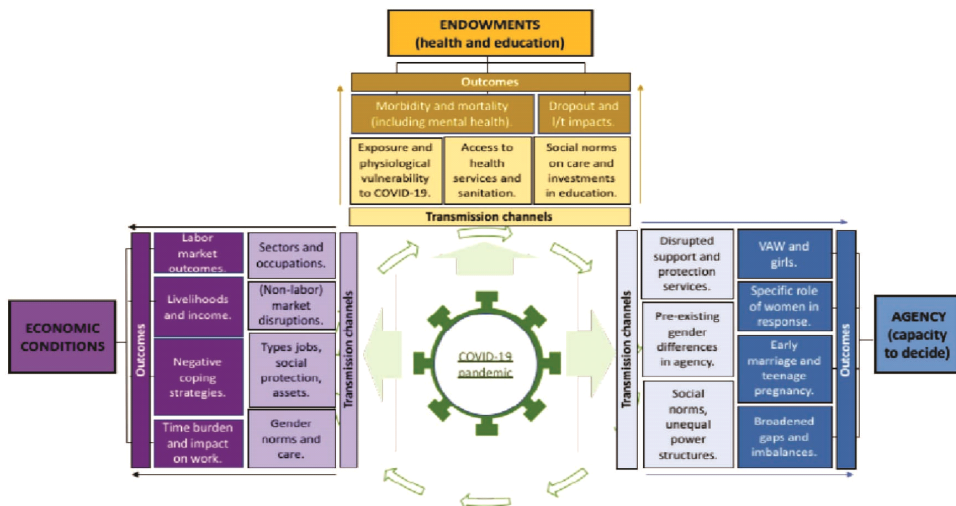 ENDOWMENTS
(health and education)
Outcomes
Morbidity and mortality
(including mental health).
Dropout and
l/t impacts.
Exposure and
physiological
vulnerability
to COVID-19.
Access to
health
services and
sanitation.
Social norms
on care and
investments
in education.
Transmission channels
ECONOMIC
CONDITIONS
Outcomes
Labor
market
outcomes.
Livelihoods
and income.
Negative
coping
strategies.
Time burden
and impact
on work.
Sectors and
occupations.
(Non-labor)
market
disruptions.
Types jobs,
social
protection,
assets.
Gender
norms and
care.
Transmission channels
COVID-19
pandemic
Transmission channels
Disrupted
support and
protection
services.
Pre-existing
gender
differences
in agency.
Social
norms,
unequal
power
structures.
VAW and
girls.
Specific role
of women in
response.
Early
marriage and
teenage
pregnancy.
Broadened
gaps and
imbalances.
Outcomes
AGENCY
(capacity
to decide)